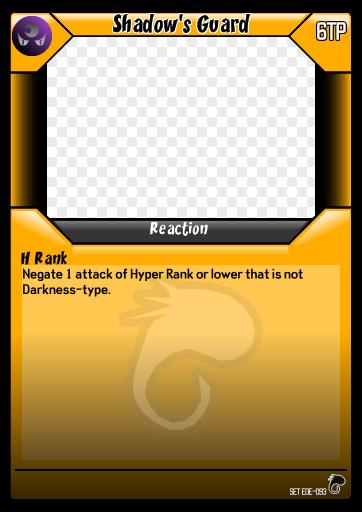 Shadow's Guard
6TP
Reaction
H Rank
Negate 1 attack of Hyper Rank or lower that is not
Darkness-type.
SET EDE-093